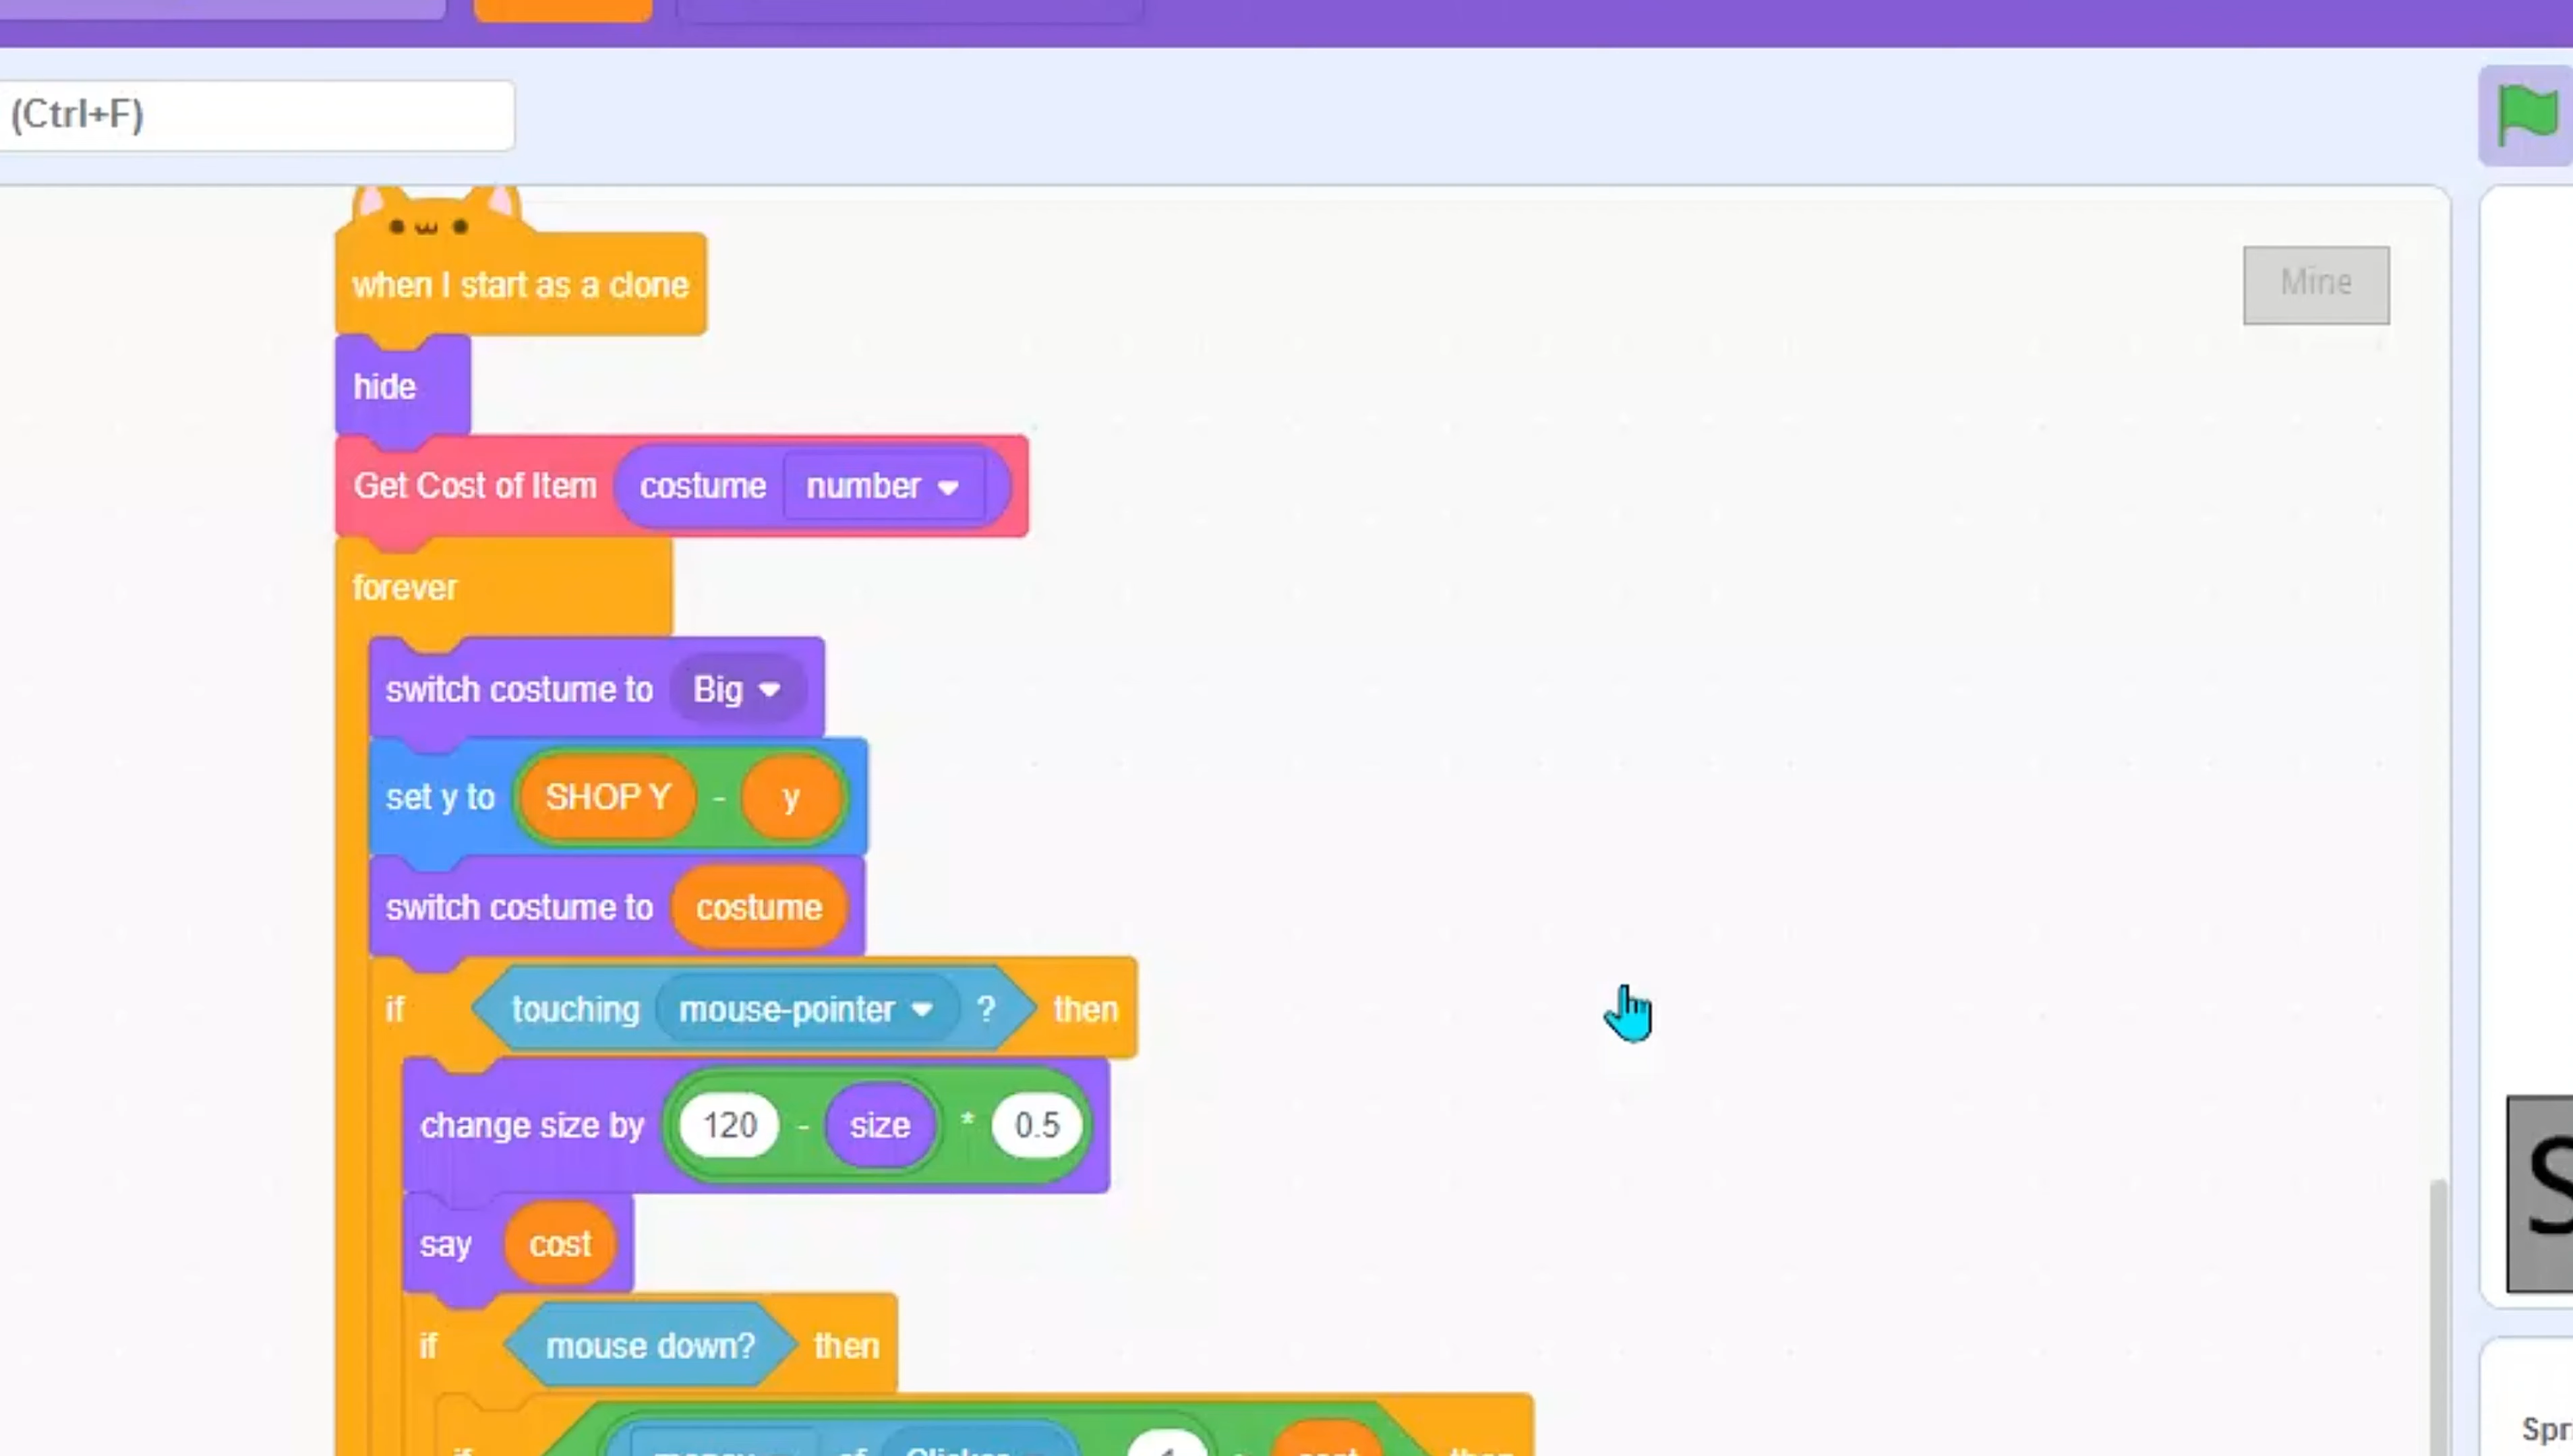 (Ctrl+F)
when I start as a clone
Mine
hide
Get Cost of Item costume number
forever
switch costume to Big
set y to SHOP Y - y
switch costume to costume
if touching mouse-pointer ? then
change size by 120 - size * 0.5
say cost
if mouse down? then
S
Spr